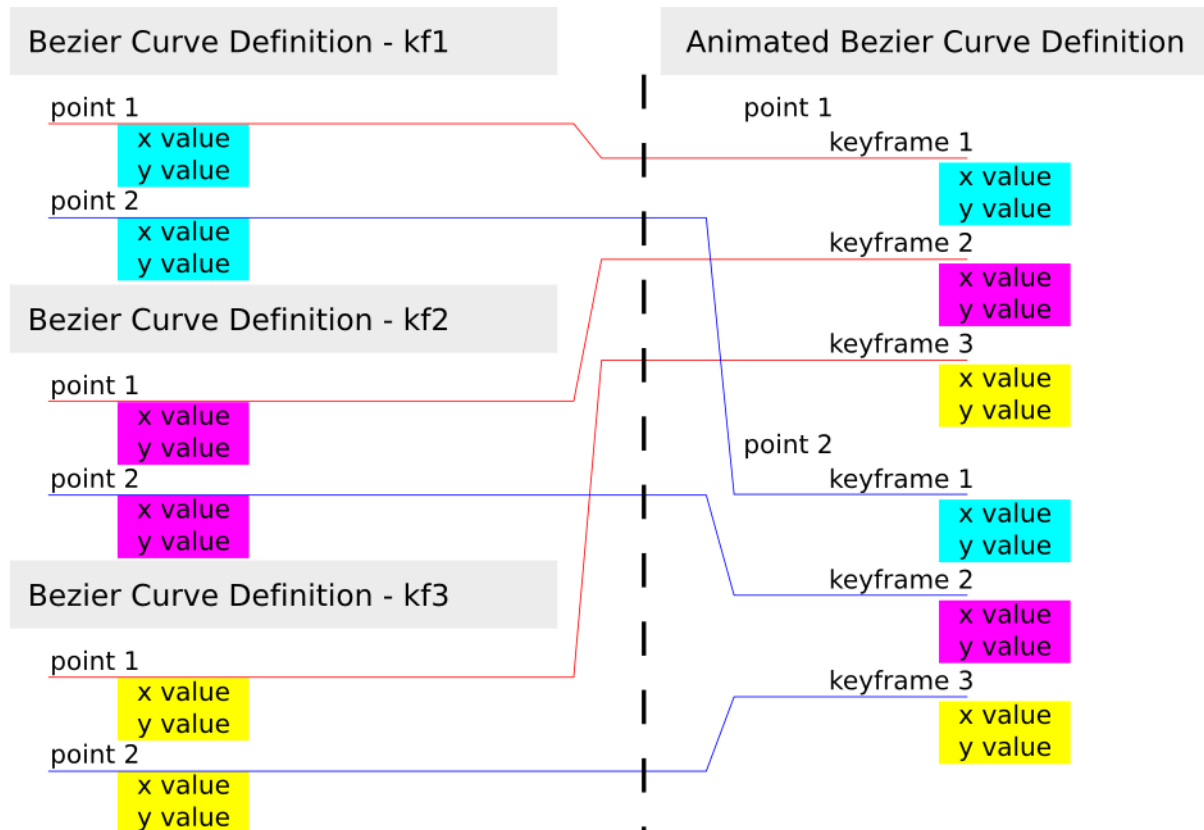 Bezier Curve Definition - kf1
point 1
x value
y value
point 2
x value
y value
Bezier Curve Definition - kf2
point 1
x value
y value
point 2
x value
y value
Bezier Curve Definition - kf3
point 1
x value
y value
point 2
x value
y value
Animated Bezier Curve Definition
point 1
keyframe 1
x value
y value
keyframe 2
x value
y value
keyframe 3
x value
y value
point 2
keyframe 1
x value
y value
keyframe 2
x value
y value
keyframe 3
x value
y value